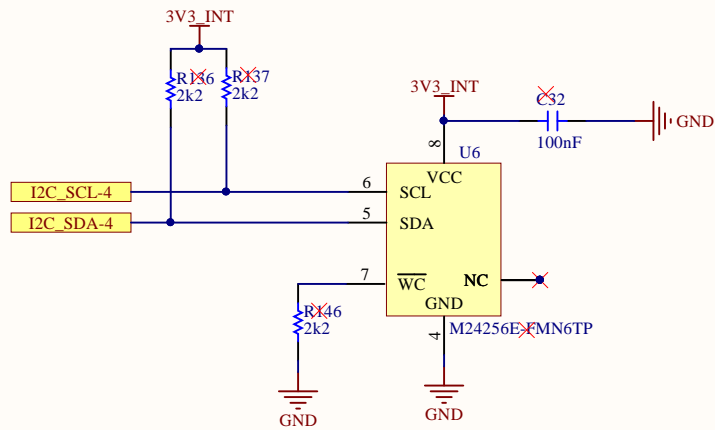 3V3_INT
R136
2k2
R137
2k2
3V3_INT
C32
100nF
GND
8
U6
VCC
I2C_SCL-4
6
SCL
I2C_SDA-4
5
SDA
7
WC
NC
GND
R146
2k2
4
M24256E-FMN6TP
GND
GND